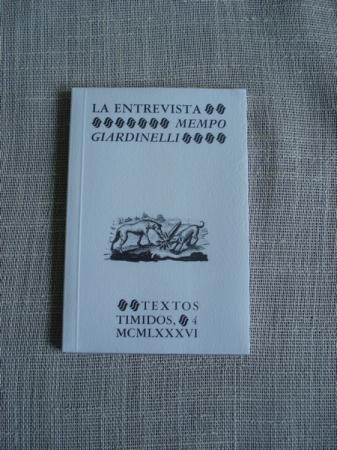 LA ENTREVISTA
MEMPO
GIARDINELLI
TEXTOS
TIMIDOS, 4
MCMLXXXVI